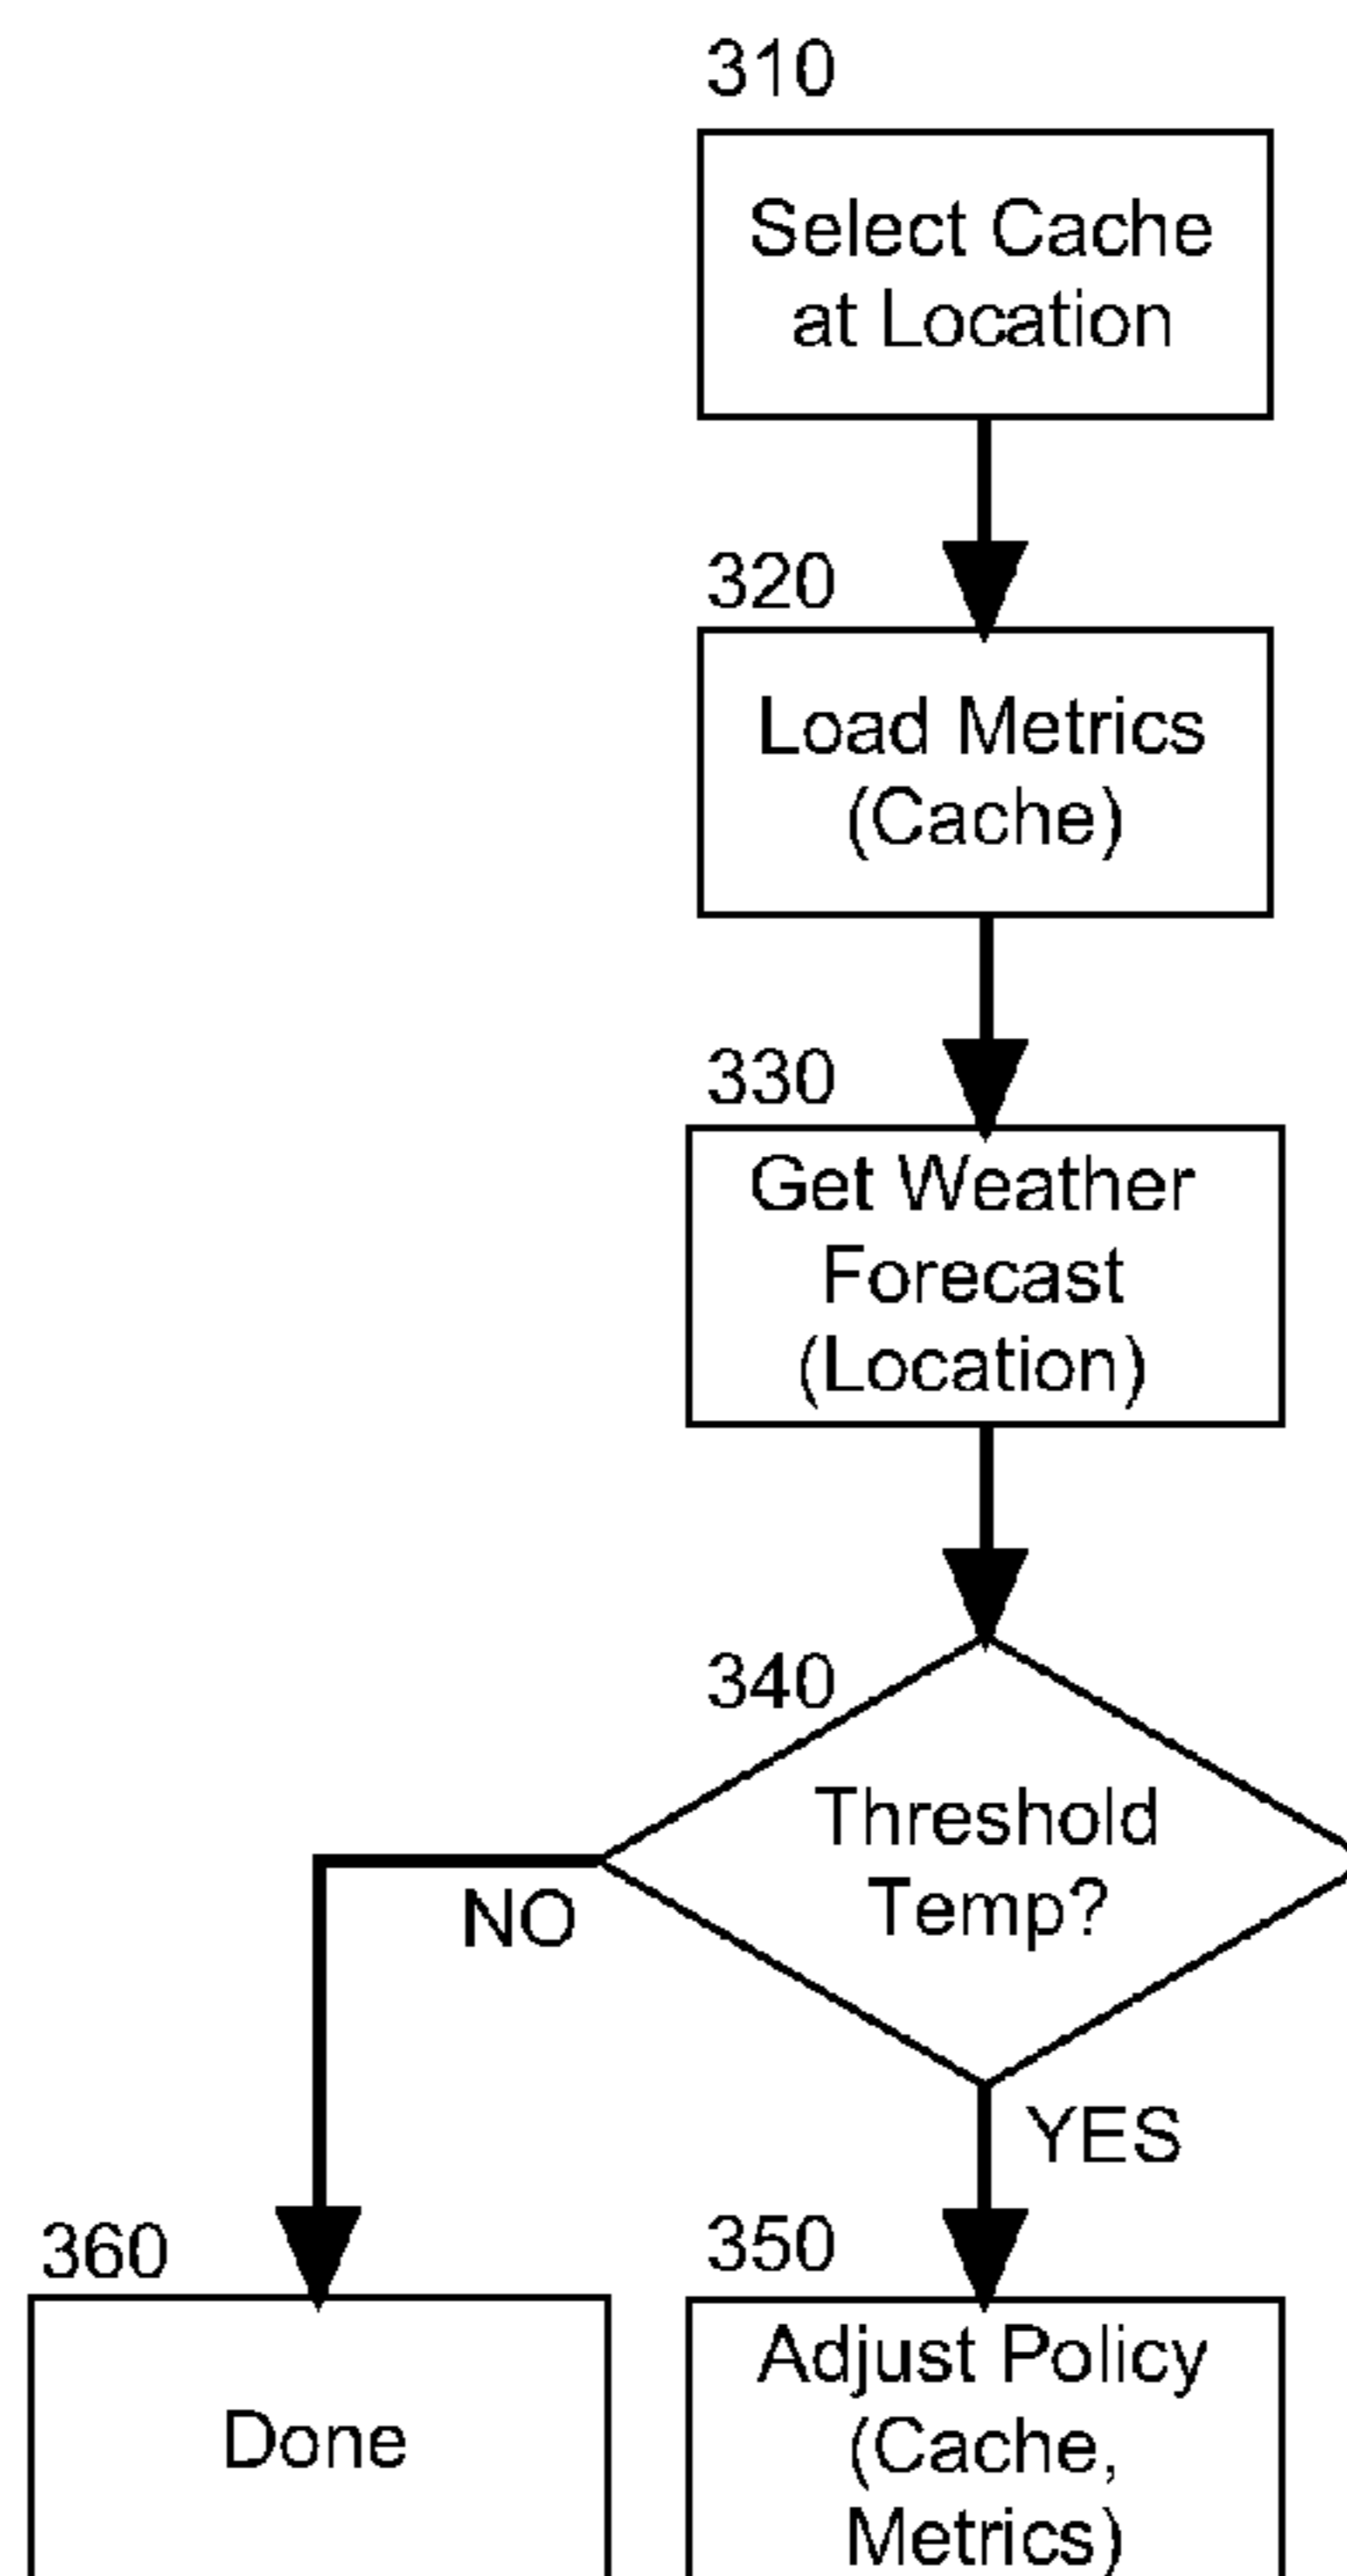 310
Select Cache
at Location
320
Load Metrics
(Cache)
330
Get Weather
Forecast
(Location)
340
Threshold
Temp?
NO
YES
360
Done
350
Adjust Policy
(Cache,
Metrics)